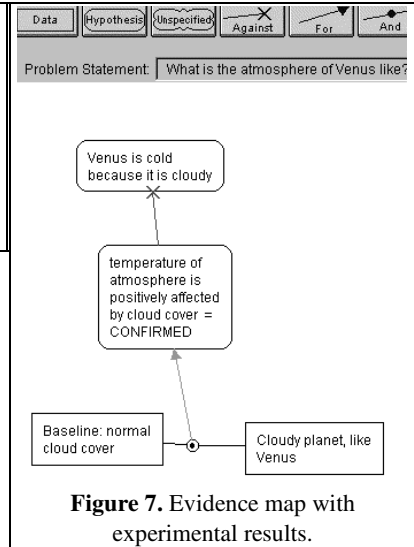 Data Hypothesis Unspecified Against For And
Problem Statement: What is the atmosphere of Venus like?
Venus is cold
because it is cloudy
temperature of
atmosphere is
positively affected
by cloud cover =
CONFIRMED
Baseline: normal
cloud cover
Cloudy planet, like
Venus
Figure 7. Evidence map with
experimental results.